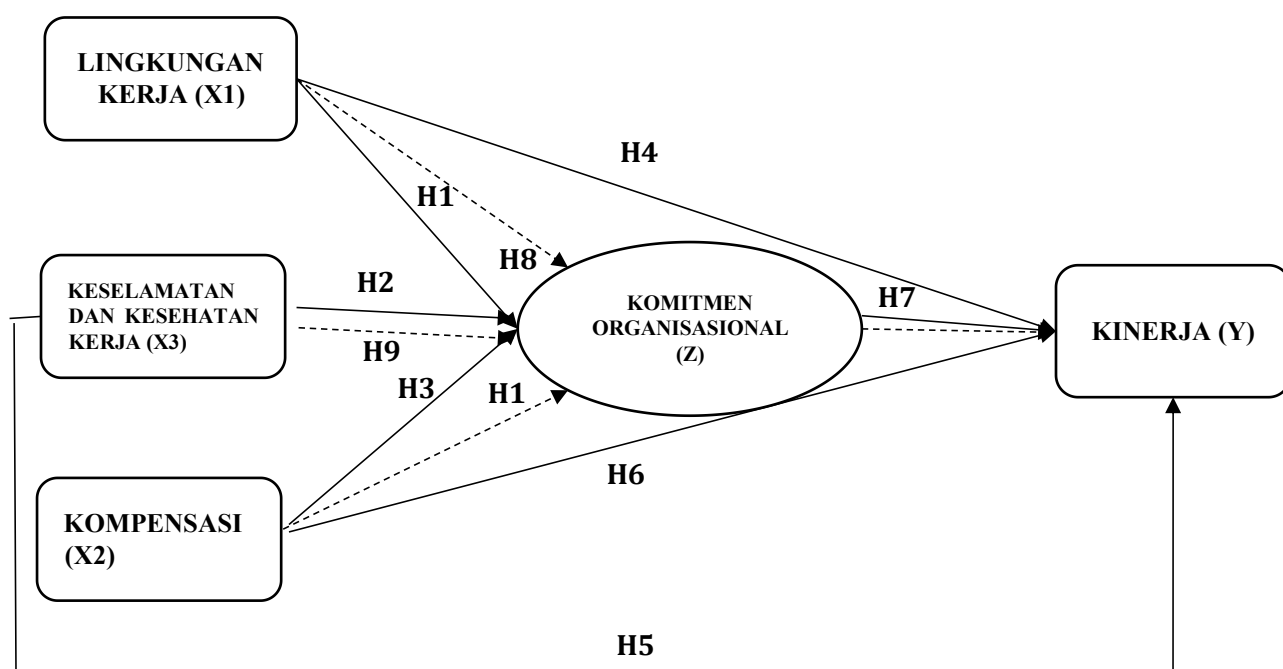 LINGKUNGAN
KERJA (X1)
H4
H1
H8
KESELAMATAN
DAN KESEHATAN
KERJA (X3)
H2
H9
H3
H1
KOMITMEN
ORGANISASIONAL
(Z)
H7
KINERJA (Y)
H6
KOMPENSASI
(X2)
H5